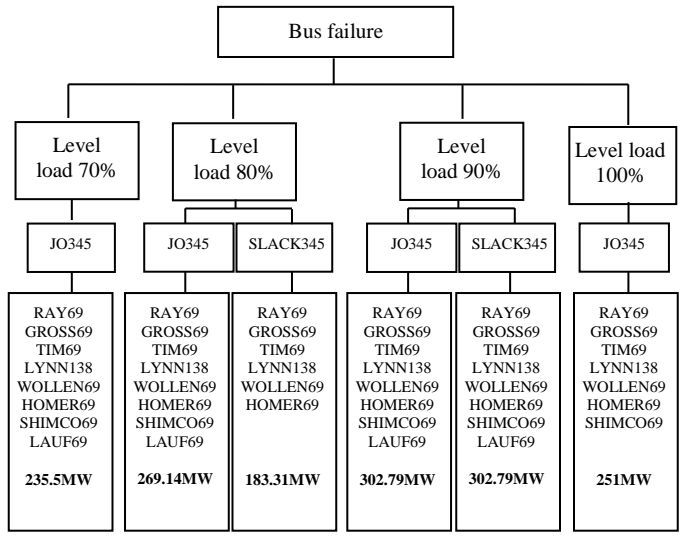 Bus failure
Level
load 70%
Level
load 80%
Level
load 90%
Level load
100%
JO345
JO345
SLACK345
JO345
SLACK345
JO345
RAY69
GROSS69
TIM69
LYNN138
WOLLEN69
HOMER69
SHIMCO69
LAUF69
235.5MW
RAY69
GROSS69
TIM69
LYNN138
WOLLEN69
HOMER69
SHIMCO69
LAUF69
269.14MW
RAY69
GROSS69
TIM69
LYNN138
WOLLEN69
HOMER69
183.31MW
RAY69
GROSS69
TIM69
LYNN138
WOLLEN69
HOMER69
SHIMCO69
LAUF69
302.79MW
RAY69
GROSS69
TIM69
LYNN138
WOLLEN69
HOMER69
SHIMCO69
LAUF69
302.79MW
RAY69
GROSS69
TIM69
LYNN138
WOLLEN69
HOMER69
SHIMCO69
251MW